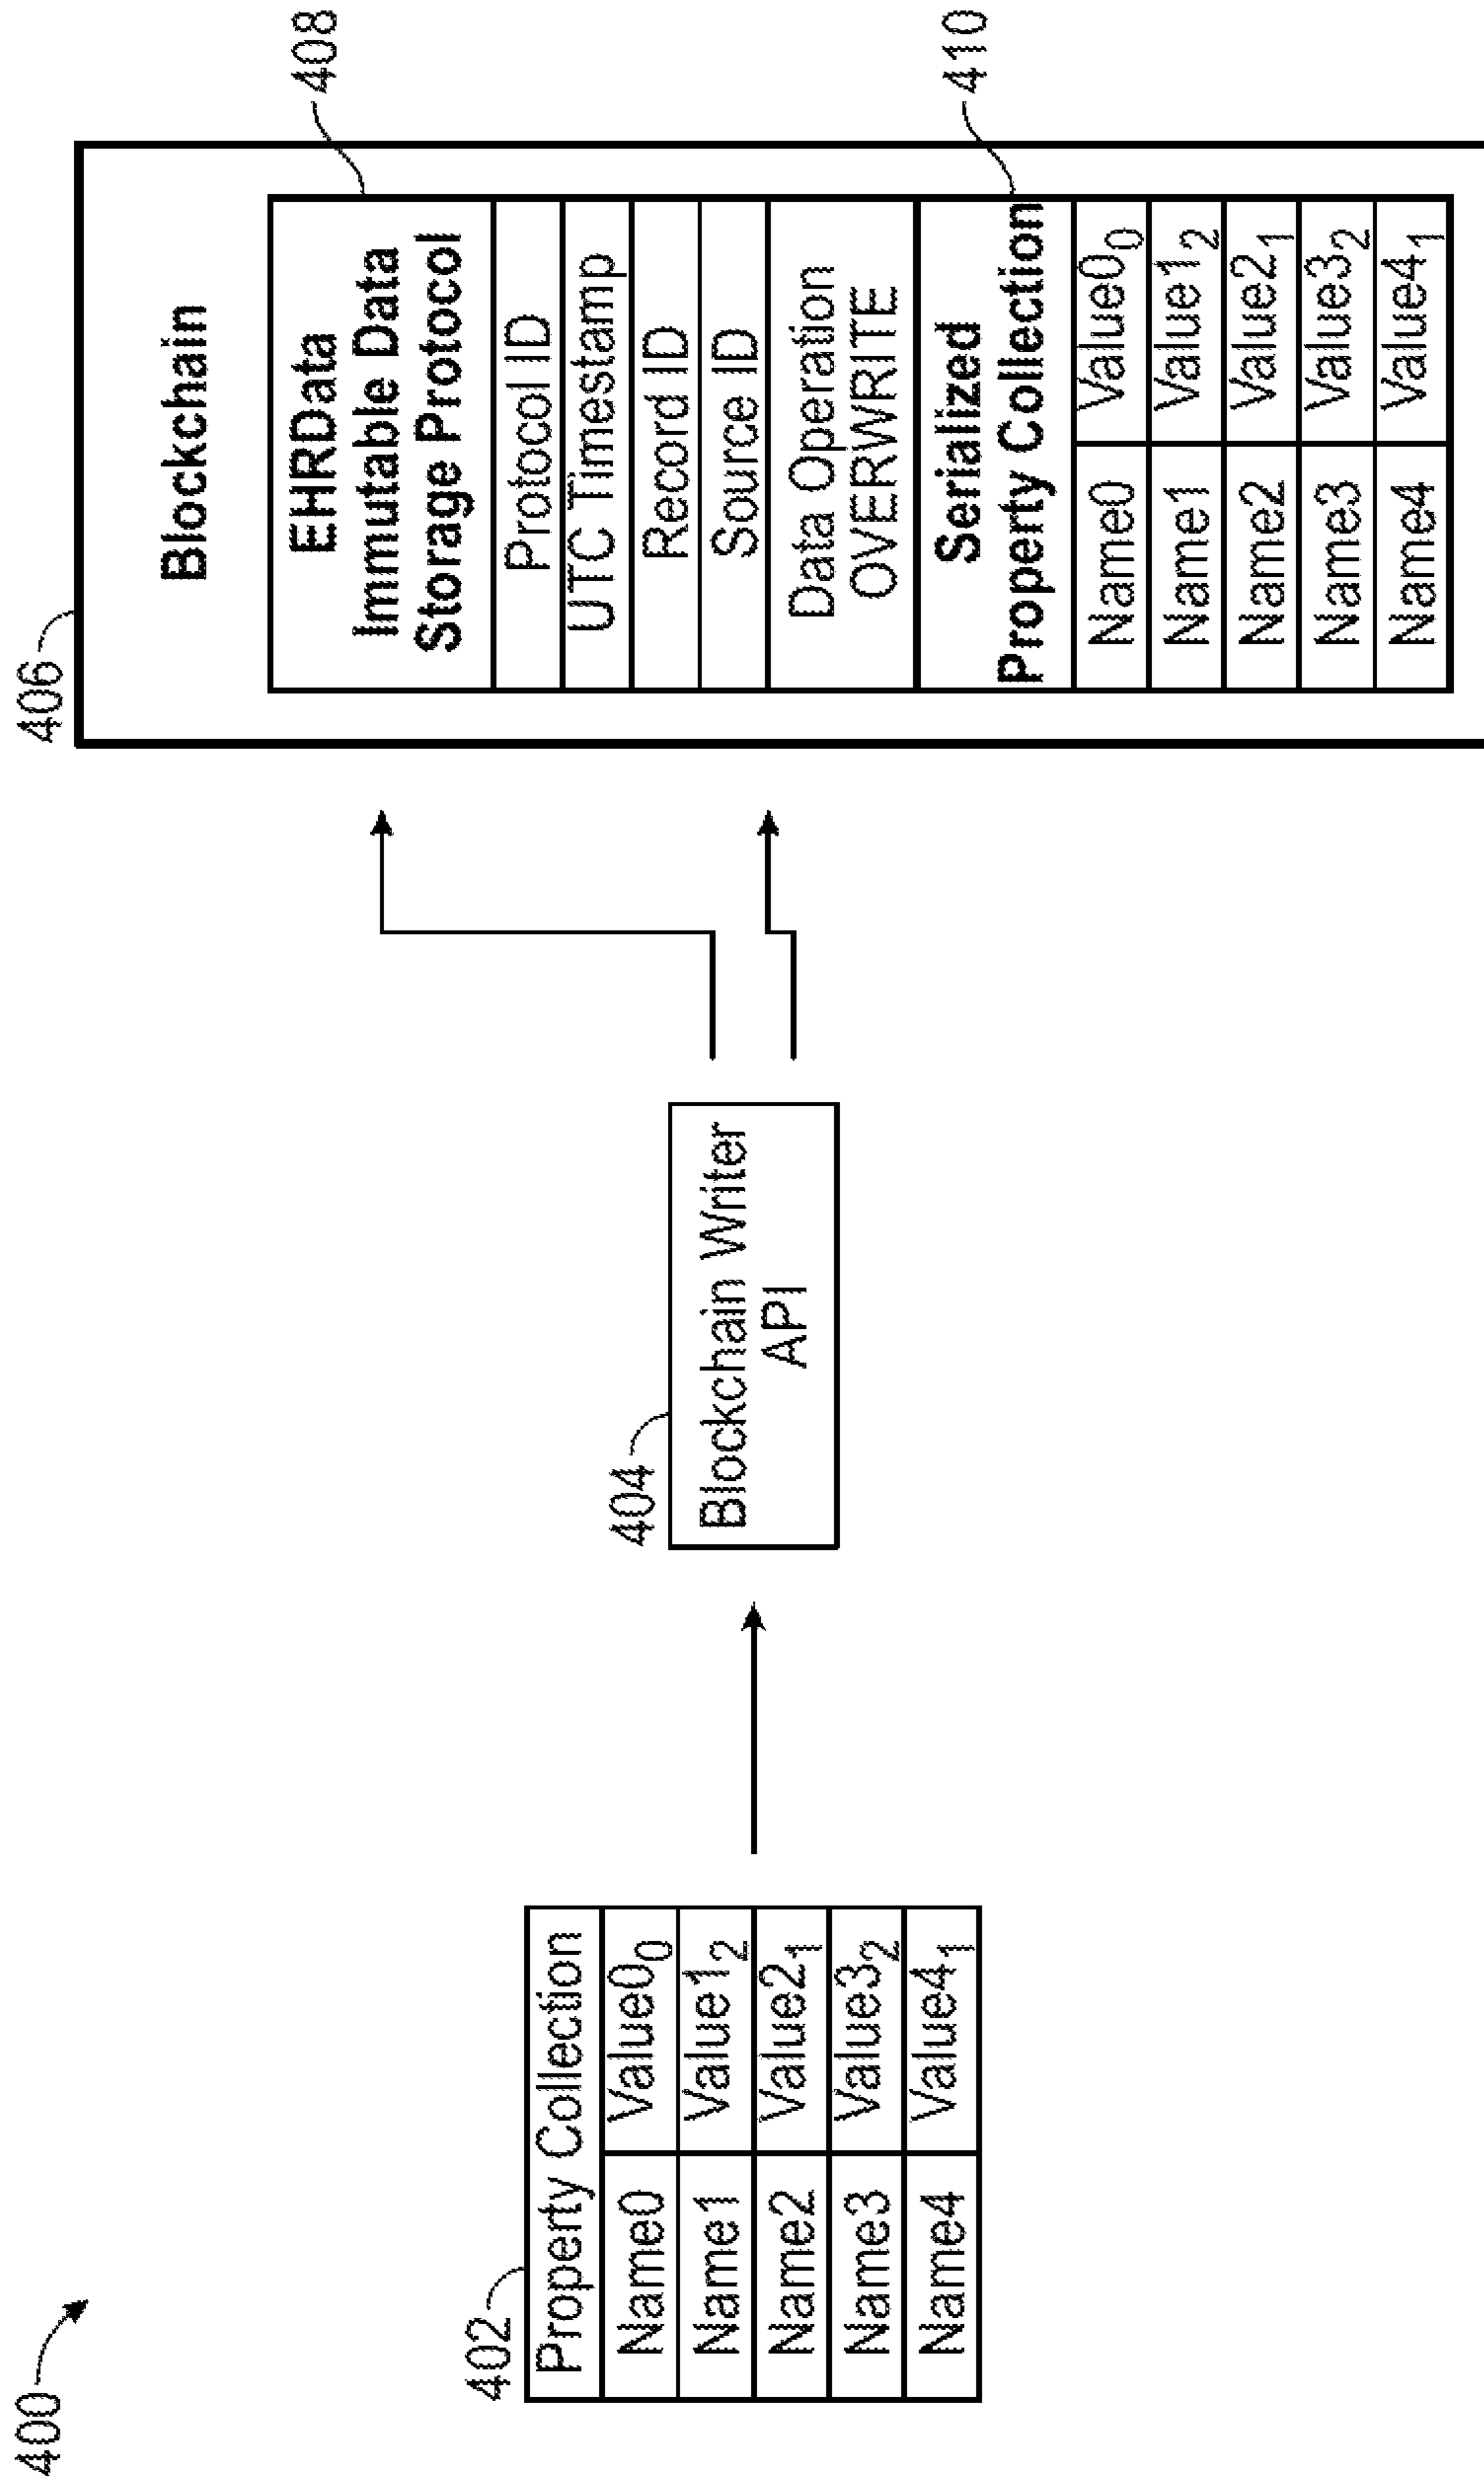 400
402
Property Collection
Name0 Value0₀
Name1 Value1₂
Name2 Value2₁
Name3 Value3₂
Name4 Value4₁
404
Blockchain Writer
API
406
Blockchain
408
EHRData
Immutable Data
Storage Protocol
Protocol ID
UTC Timestamp
Record ID
Source ID
Data Operation
OVERWRITE
410
Serialized
Property Collection
Name0 Value0₀
Name1 Value1₂
Name2 Value2₁
Name3 Value3₂
Name4 Value4₁